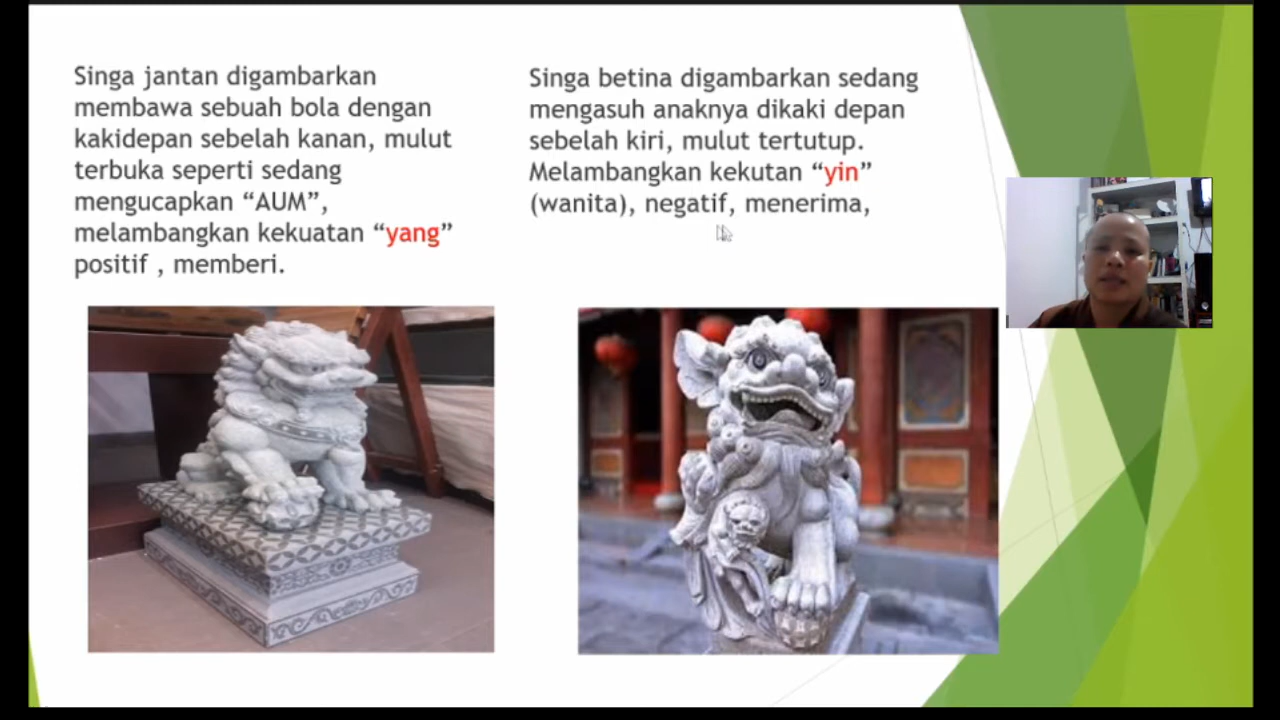 Singa jantan digambarkan
membawa sebuah bola dengan
kakidepan sebelah kanan, mulut
terbuka seperti sedang
mengucapkan “AUM”,
melambangkan kekuatan “yang”
positif , memberi.
Singa betina digambarkan sedang
mengasuh anaknya dikaki depan
sebelah kiri, mulut tertutup.
Melambangkan kekutan “yin”
(wanita), negatif, menerima,